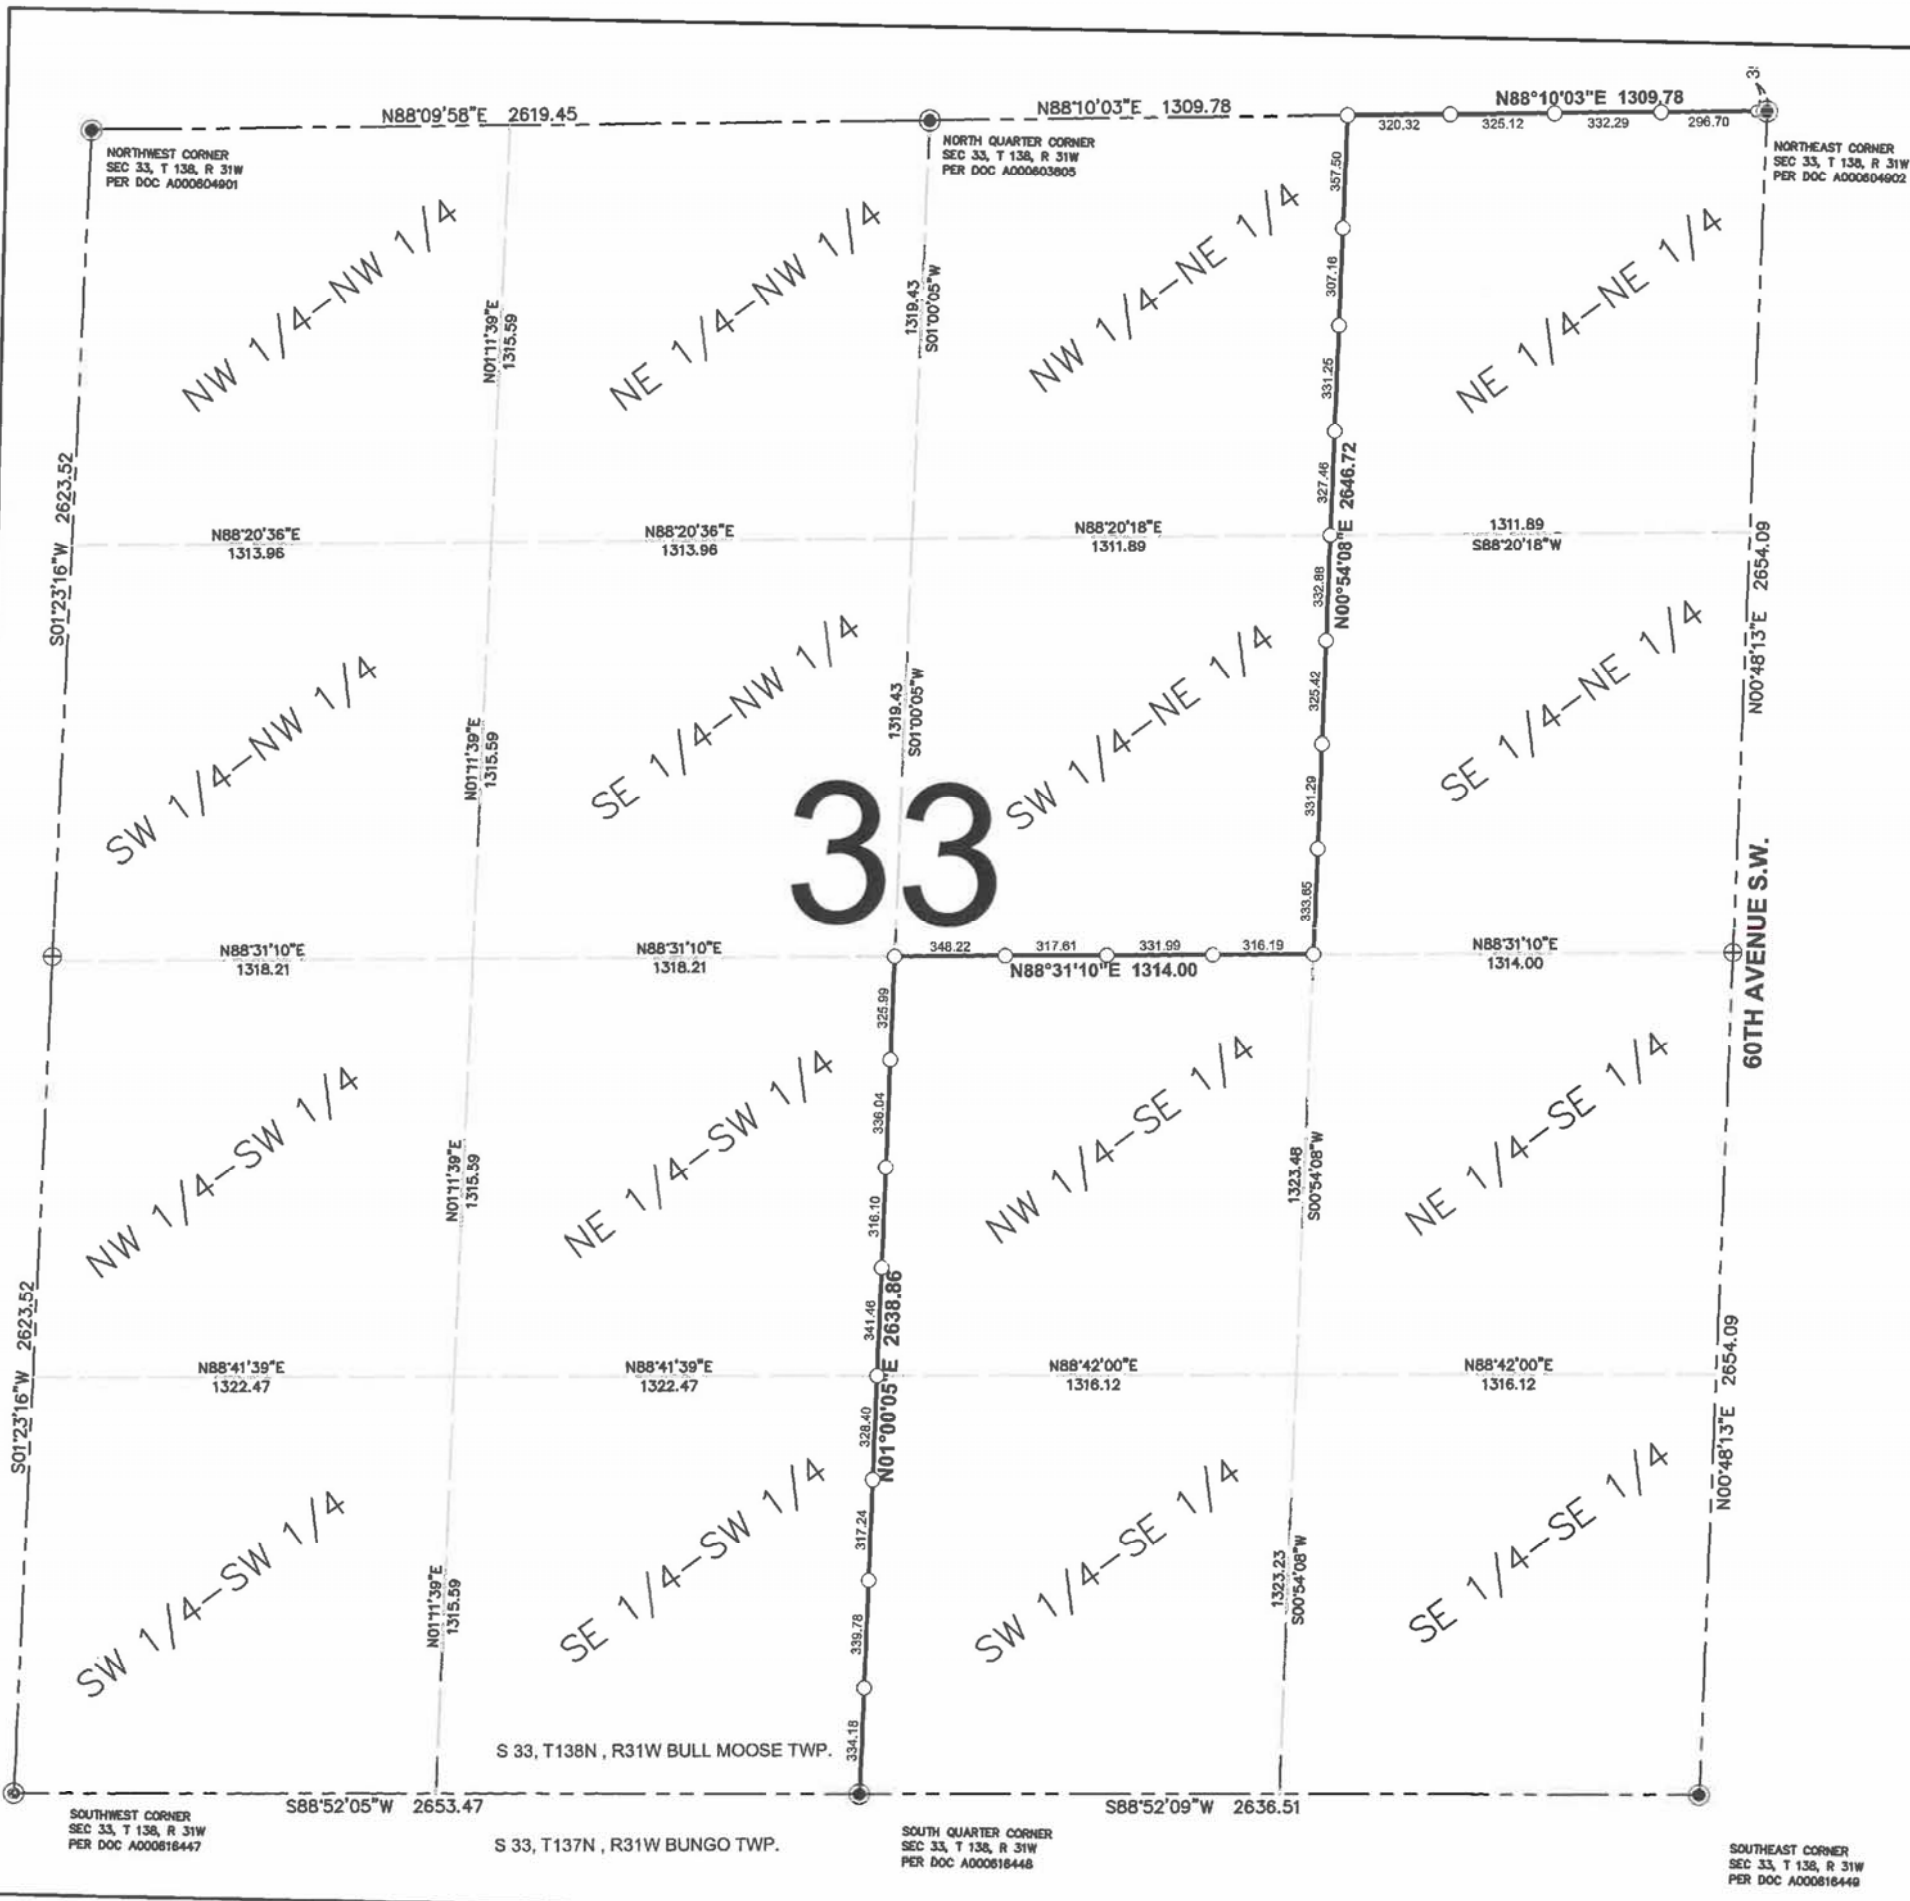 N88°09'58"E 2619.45
N88°10'03"E 1309.78
N88°10'03"E 1309.78
320.32
325.12
332.29
296.70
NORTHWEST CORNER
SEC 33, T 138, R 31W
PER DOC A000604901
NORTH QUARTER CORNER
SEC 33, T 138, R 31W
PER DOC A000603805
NORTHEAST CORNER
SEC 33, T 138, R 31W
PER DOC A000604902
357.50
307.16
331.25
327.46
N00°54'08"E 2646.72
332.88
325.42
331.29
333.65
NW 1/4-NW 1/4
NE 1/4-NW 1/4
NW 1/4-NE 1/4
NE 1/4-NE 1/4
N01°11'39"E
1315.59
1319.43
S01°00'05"W
S01°23'16"W 2623.52
N88°20'36"E
1313.96
N88°20'36"E
1313.96
N88°20'18"E
1311.89
1311.89
S88°20'18"W
N00°48'13"E 2654.09
SW 1/4-NW 1/4
SE 1/4-NW 1/4
SW 1/4-NE 1/4
SE 1/4-NE 1/4
N01°11'39"E
1315.59
1319.43
S01°00'05"W
33
60TH AVENUE S.W.
N88°31'10"E
1318.21
N88°31'10"E
1318.21
348.22
317.61
331.99
316.19
N88°31'10"E 1314.00
N88°31'10"E
1314.00
325.99
336.04
316.10
341.46
N01°00'05"E 2638.86
328.40
317.24
339.78
334.18
NW 1/4-SW 1/4
NE 1/4-SW 1/4
NW 1/4-SE 1/4
NE 1/4-SE 1/4
N01°11'39"E
1315.59
1323.48
S00°54'08"W
S01°23'16"W 2623.52
N88°41'39"E
1322.47
N88°41'39"E
1322.47
N88°42'00"E
1316.12
N88°42'00"E
1316.12
N00°48'13"E 2654.09
SW 1/4-SW 1/4
SE 1/4-SW 1/4
SW 1/4-SE 1/4
SE 1/4-SE 1/4
N01°11'39"E
1315.59
1323.23
S00°54'08"W
S 33, T138N , R31W BULL MOOSE TWP.
S88°52'05"W 2653.47
S88°52'09"W 2636.51
SOUTHWEST CORNER
SEC 33, T 138, R 31W
PER DOC A000616447
S 33, T137N , R31W BUNGO TWP.
SOUTH QUARTER CORNER
SEC 33, T 138, R 31W
PER DOC A000616448
SOUTHEAST CORNER
SEC 33, T 138, R 31W
PER DOC A000616449